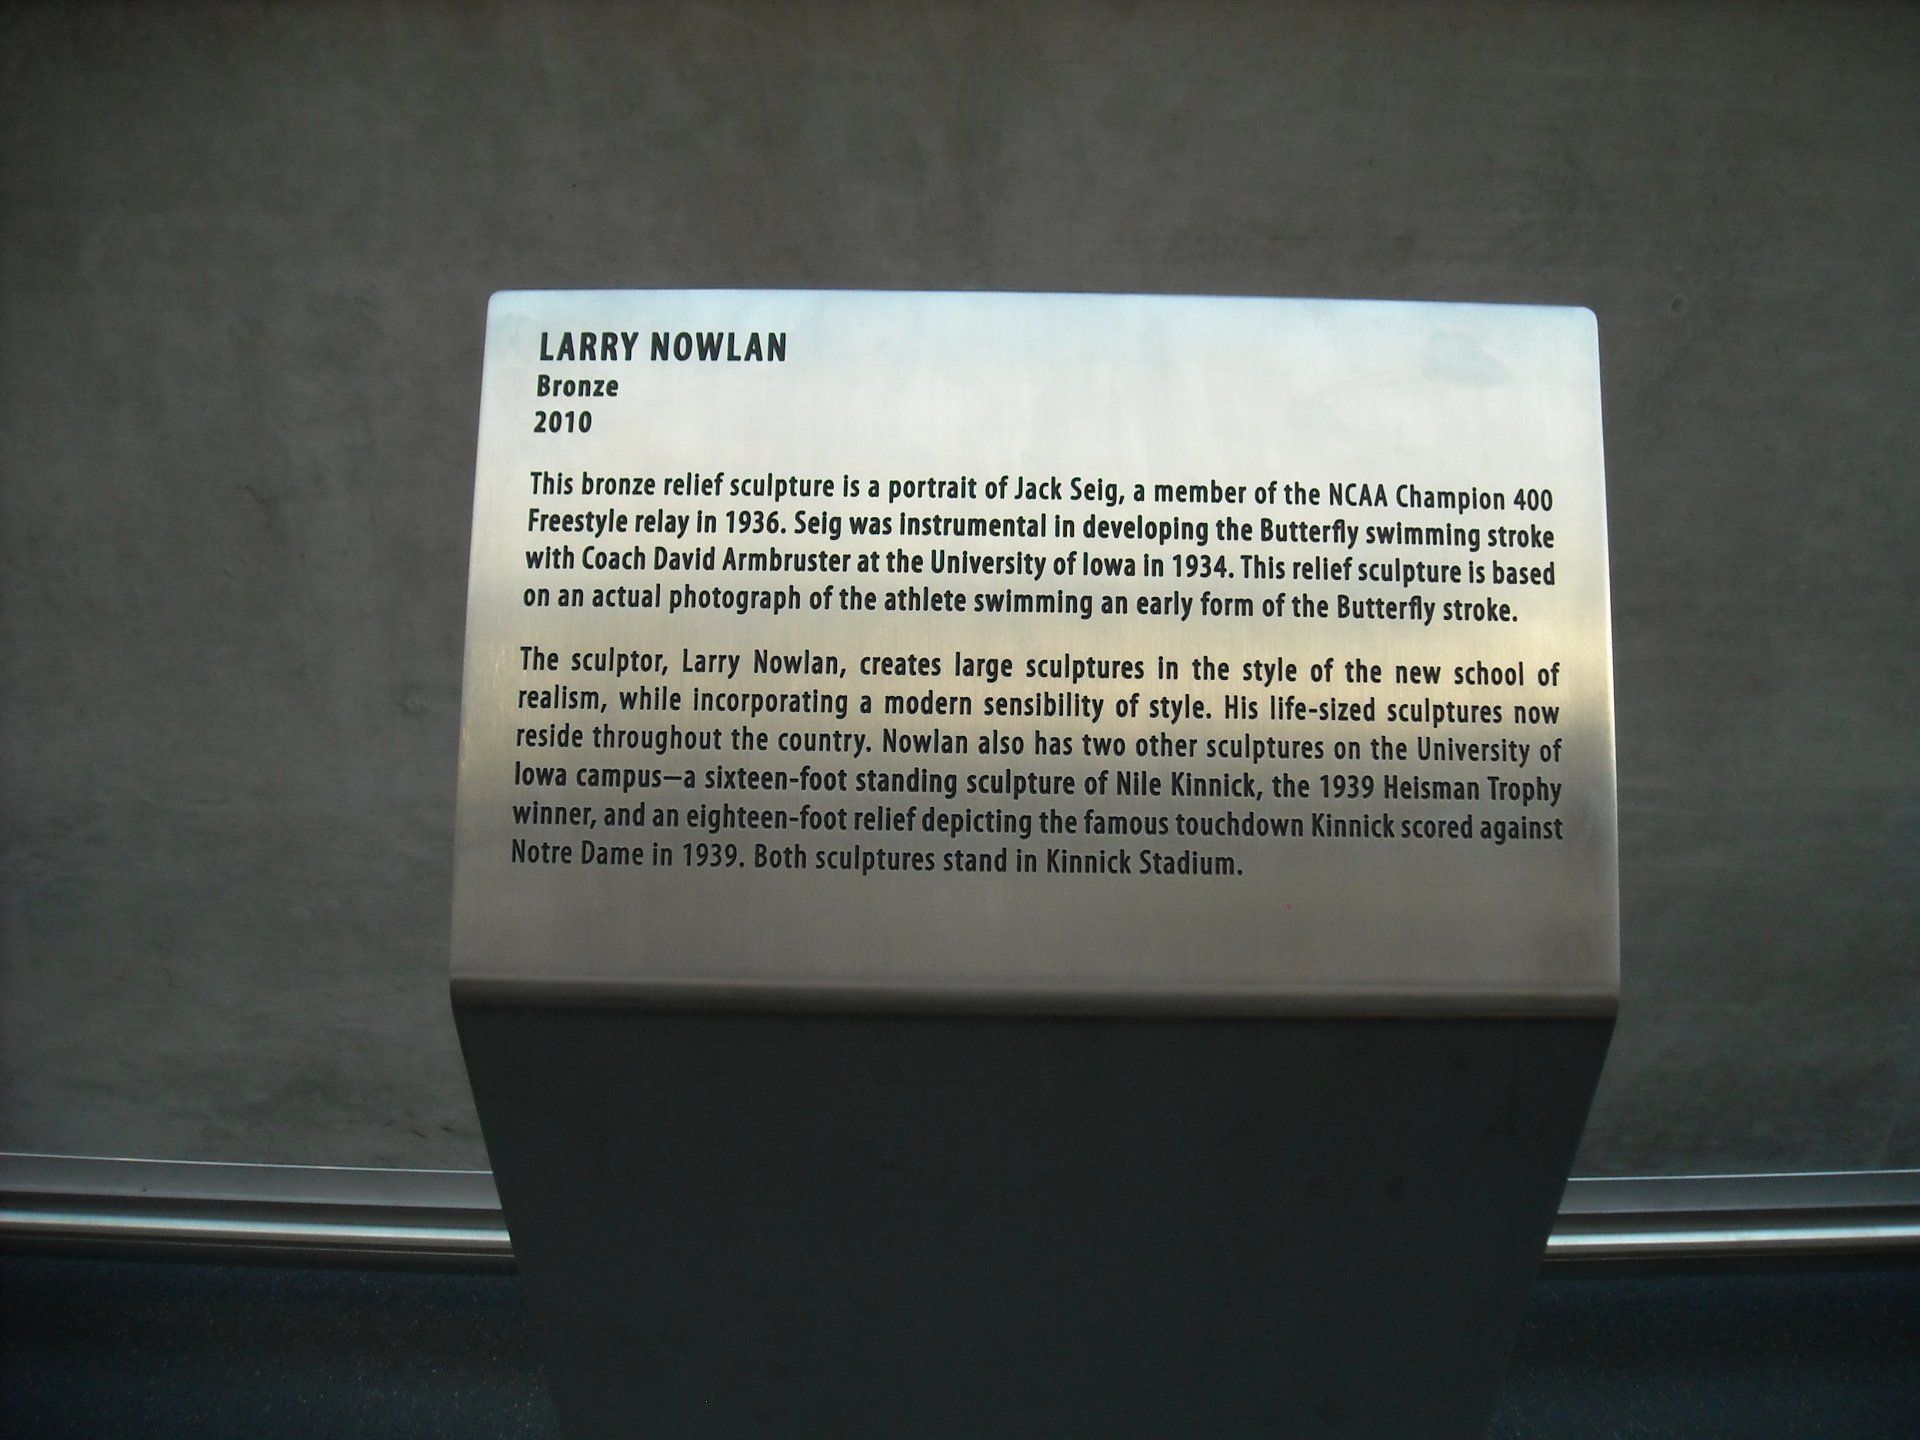 LARRY NOWLAN
Bronze
2010
This bronze relief sculpture is a portrait of Jack Seig, a member of the NCAA Champion 400
Freestyle relay in 1936. Seig was instrumental in developing the Butterfly swimming stroke
with Coach David Armbruster at the University of Iowa in 1934. This relief sculpture is based
on an actual photograph of the athlete swimming an early form of the Butterfly stroke.
The sculptor, Larry Nowlan, creates large sculptures in the style of the new school of
realism, while incorporating a modern sensibility of style. His life-sized sculptures now
reside throughout the country. Nowlan also has two other sculptures on the University of
Iowa campus—a sixteen-foot standing sculpture of Nile Kinnick, the 1939 Heisman Trophy
winner, and an eighteen-foot relief depicting the famous touchdown Kinnick scored against
Notre Dame in 1939. Both sculptures stand in Kinnick Stadium.